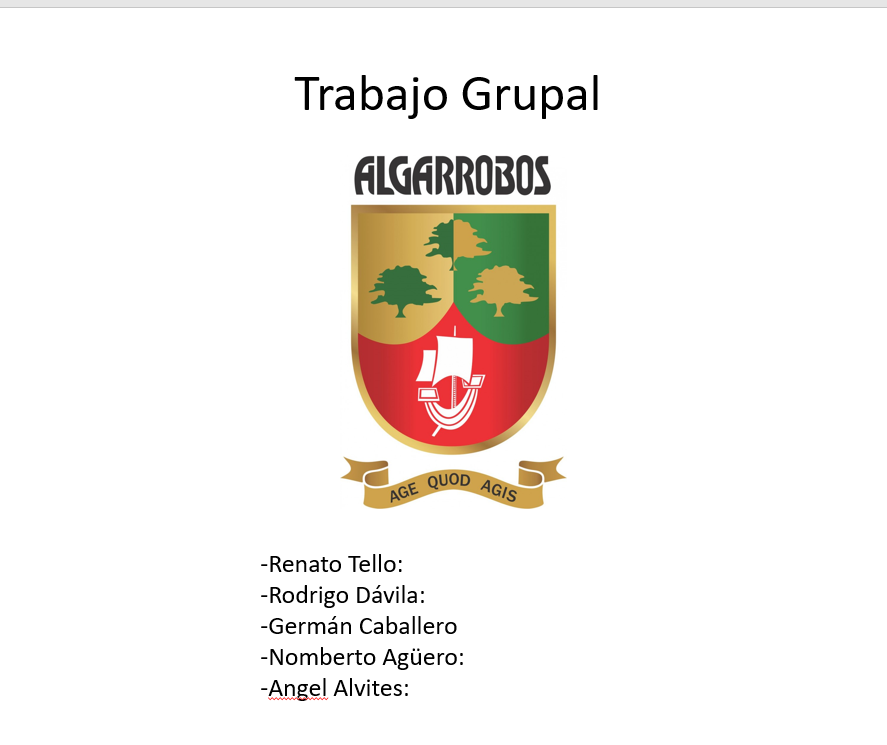 Trabajo Grupal
ALGARROBOS
AGE QUOD AGIS
-Renato Tello:
-Rodrigo Dávila:
-Germán Caballero
-Nomberto Agüero:
-Angel Alvites: